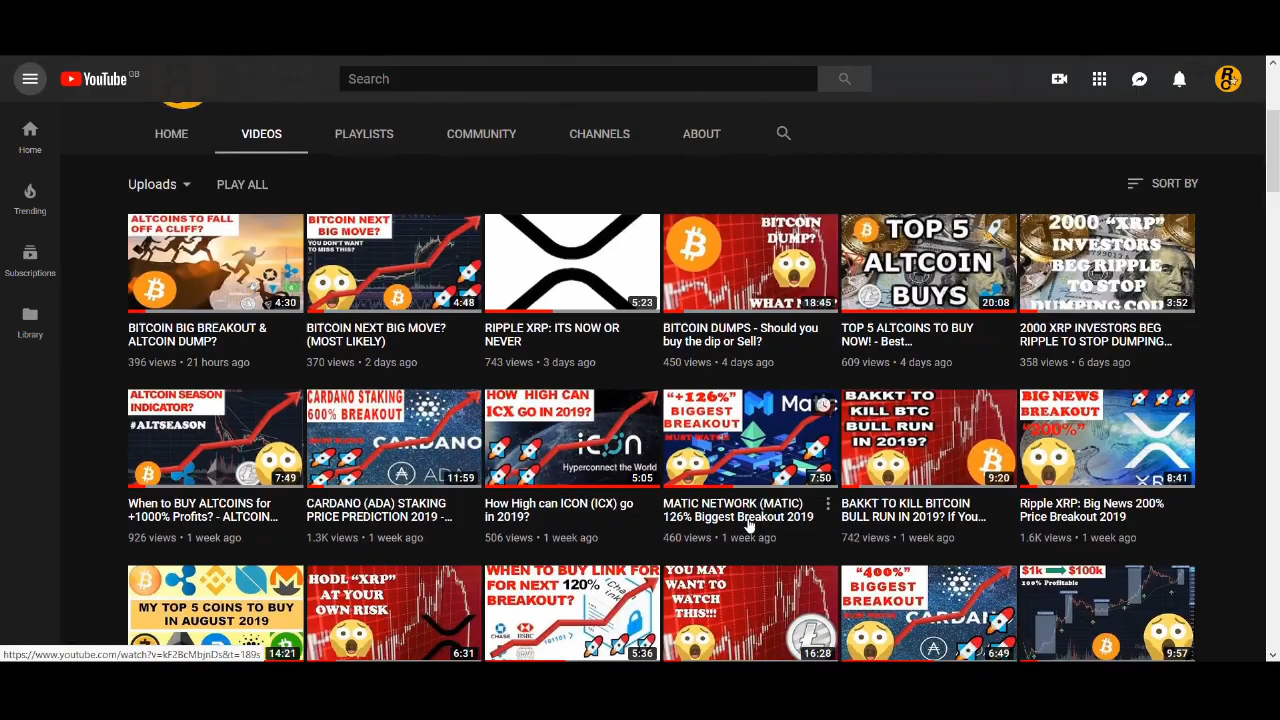 YouTube GB
Search
Home
Trending
Subscriptions
Library
HOME VIDEOS PLAYLISTS COMMUNITY CHANNELS ABOUT
Uploads PLAY ALL SORT BY
ALTCOINS TO FALL
OFF A CLIFF?
4:30
BITCOIN BIG BREAKOUT &
ALTCOIN DUMP?
396 views • 21 hours ago
BITCOIN NEXT
BIG MOVE?
YOU DON'T WANT
TO MISS THIS?
4:48
BITCOIN NEXT BIG MOVE?
(MOST LIKELY)
370 views • 2 days ago
5:23
RIPPLE XRP: ITS NOW OR
NEVER
743 views • 3 days ago
BITCOIN
DUMP?
18:45
BITCOIN DUMPS - Should you
buy the dip or Sell?
450 views • 4 days ago
TOP 5
ALTCOIN
BUYS
20:08
TOP 5 ALTCOINS TO BUY
NOW! - Best...
609 views • 4 days ago
2000 “XRP”
INVESTORS
BEG RIPPLE
TO STOP
3:52
2000 XRP INVESTORS BEG
RIPPLE TO STOP DUMPING...
358 views • 6 days ago
ALTCOIN SEASON
INDICATOR?
#ALTSEASON
7:49
When to BUY ALTCOINS for
+1000% Profits? - ALTCOIN...
926 views • 1 week ago
CARDANO STAKING
600% BREAKOUT
CARDANO
ADA
11:59
CARDANO (ADA) STAKING
PRICE PREDICTION 2019 -...
1.3K views • 1 week ago
HOW HIGH CAN
ICX GO IN 2019?
icon
Hyperconnect the World
5:05
How High can ICON (ICX) go
in 2019?
506 views • 1 week ago
“+126%”
BIGGEST
BREAKOUT
MUST WATCH
7:50
MATIC NETWORK (MATIC)
126% Biggest Breakout 2019
460 views • 1 week ago
BAKKT TO
KILL BTC
BULL RUN
IN 2019?
9:20
BAKKT TO KILL BITCOIN
BULL RUN IN 2019? If You...
742 views • 1 week ago
BIG NEWS
BREAKOUT
“200%”
8:41
Ripple XRP: Big News 200%
Price Breakout 2019
1.6K views • 1 week ago
MY TOP 5 COINS TO BUY
IN AUGUST 2019
14:21
HODL “XRP”
AT YOUR
OWN RISK
6:31
WHEN TO BUY LINK FOR
FOR NEXT 120%
BREAKOUT?
CHASE HSBC
5:36
YOU MAY
WANT TO
WATCH
THIS!!!
16:28
“400%”
BIGGEST
BREAKOUT
CARDANO
6:49
$1k $100k
100% Profitable
9:57
https://www.youtube.com/watch?v=kF2BcMbjnDs&t=189s